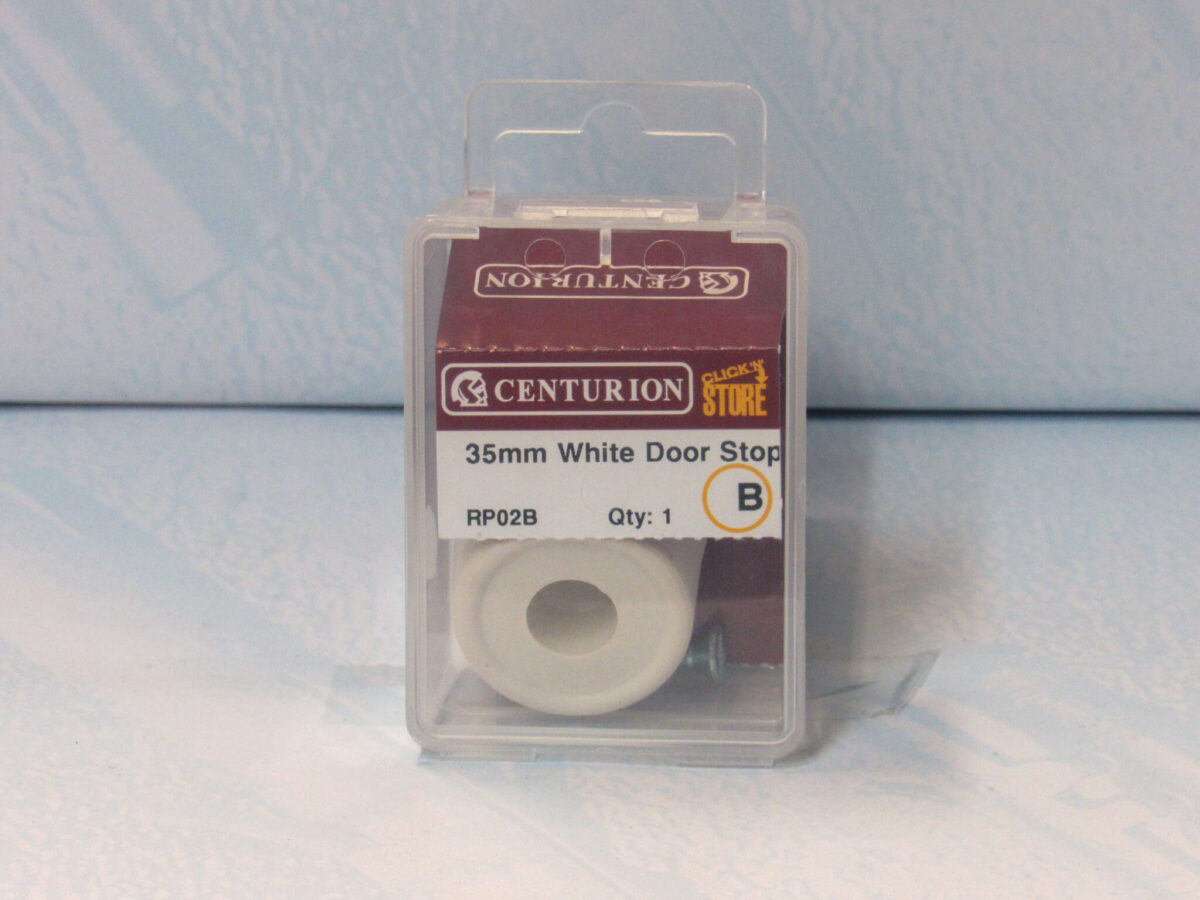 CENTURION
CENTURION
CLICK 'N'
STORE
35mm White Door Stop
B
RP02B Qty: 1